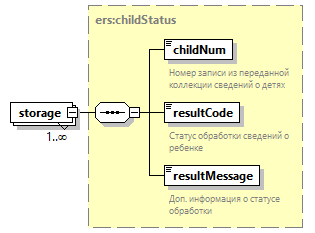 ers:childStatus
childNum
Номер записи из переданной
коллекции сведений о детях
storage
1..∞
resultCode
Статус обработки сведений о
ребенке
resultMessage
Доп. информация о статусе
обработки